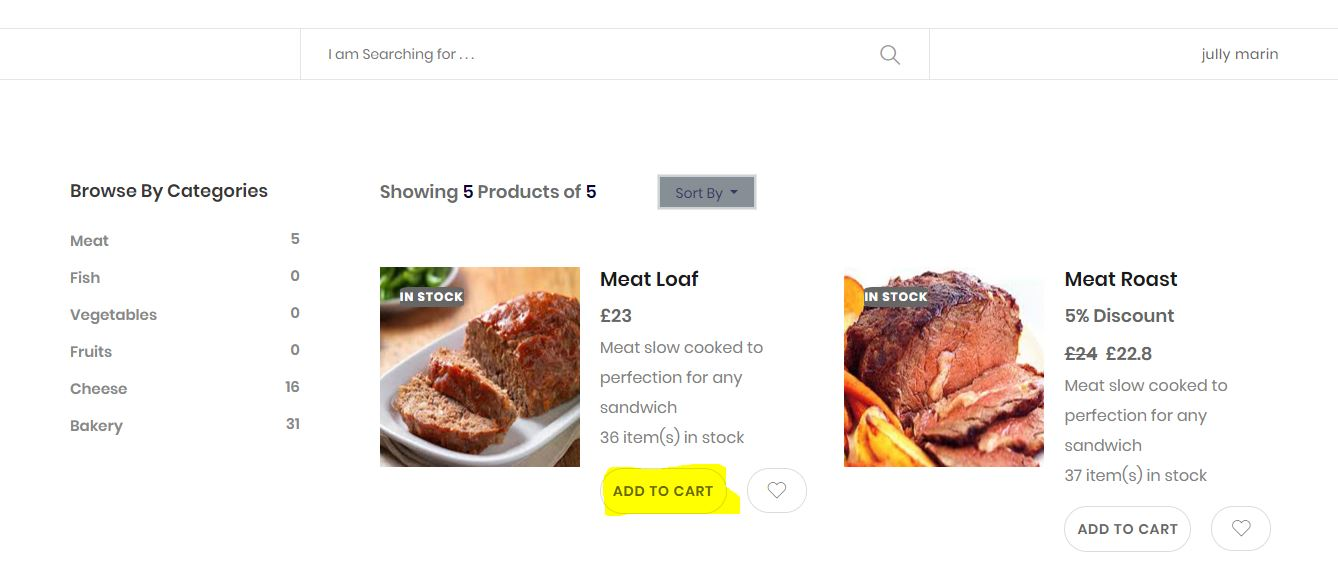 I am Searching for . . .
jully marin
Browse By Categories
Meat 5
Fish 0
Vegetables 0
Fruits 0
Cheese 16
Bakery 31
Showing 5 Products of 5
Sort By
IN STOCK
Meat Loaf
£23
Meat slow cooked to
perfection for any
sandwich
36 item(s) in stock
ADD TO CART
IN STOCK
Meat Roast
5% Discount
£24 £22.8
Meat slow cooked to
perfection for any
sandwich
37 item(s) in stock
ADD TO CART